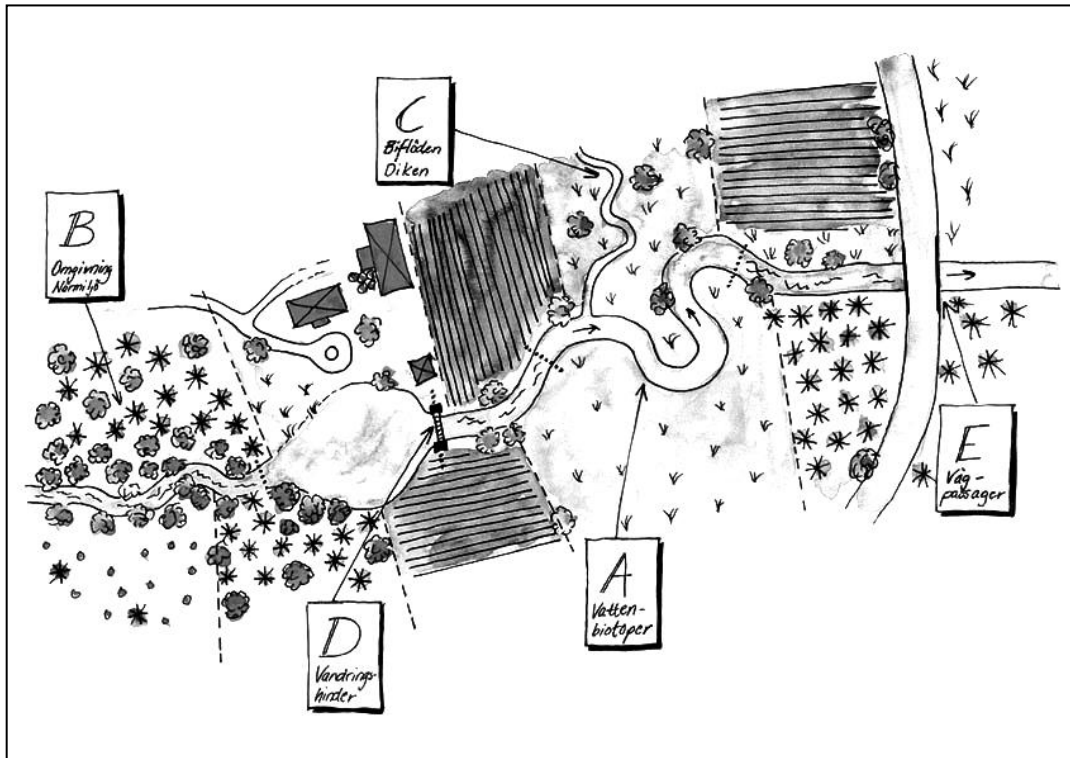 C
Biflöden
Diken
B
Omgivning
Närmiljö
E
Väg-
passager
A
Vatten-
biotoper
D
Vandrings-
hinder